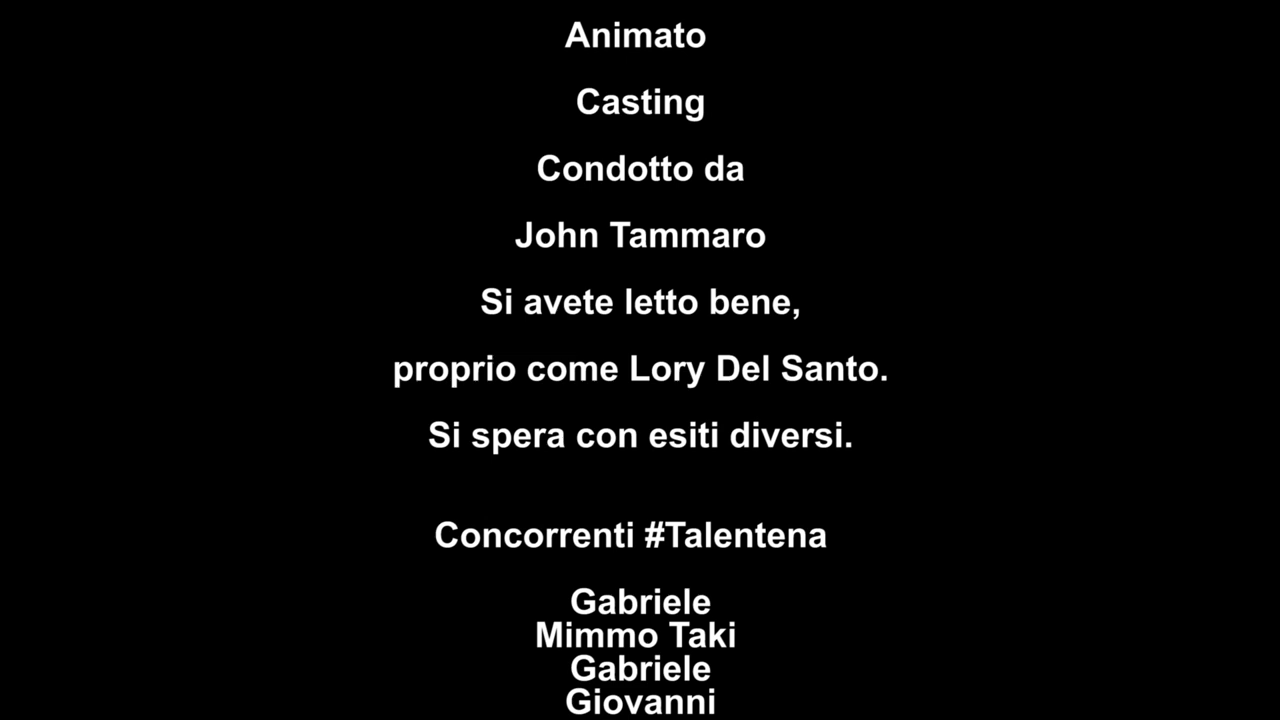 Animato
Casting
Condotto da
John Tammaro
Si avete letto bene,
proprio come Lory Del Santo.
Si spera con esiti diversi.
Concorrenti #Talentena
Gabriele
Mimmo Taki
Gabriele
Giovanni